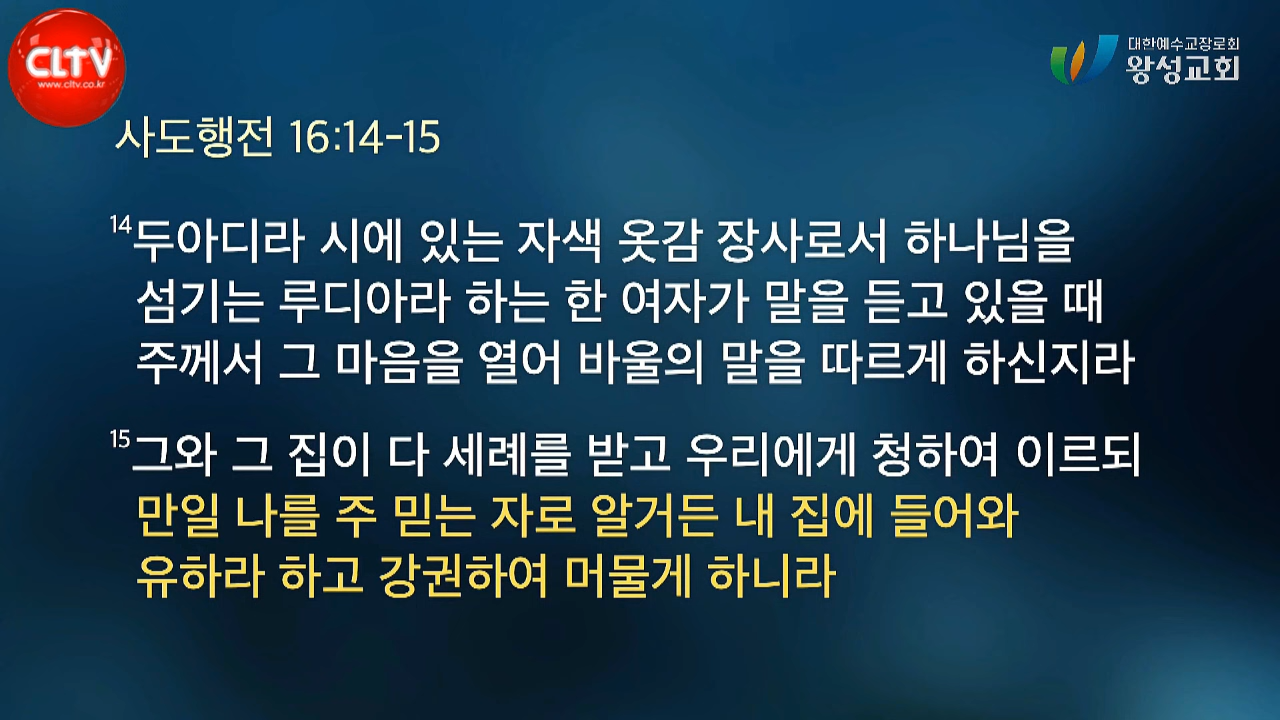 CLTV
www.cltv.co.kr
대한예수교장로회
왕성교회
사도행전 16:14-15
14두아디라 시에 있는 자색 옷감 장사로서 하나님을
섬기는 루디아라 하는 한 여자가 말을 듣고 있을 때
주께서 그 마음을 열어 바울의 말을 따르게 하신지라
15그와 그 집이 다 세례를 받고 우리에게 청하여 이르되
만일 나를 주 믿는 자로 알거든 내 집에 들어와
유하라 하고 강권하여 머물게 하니라